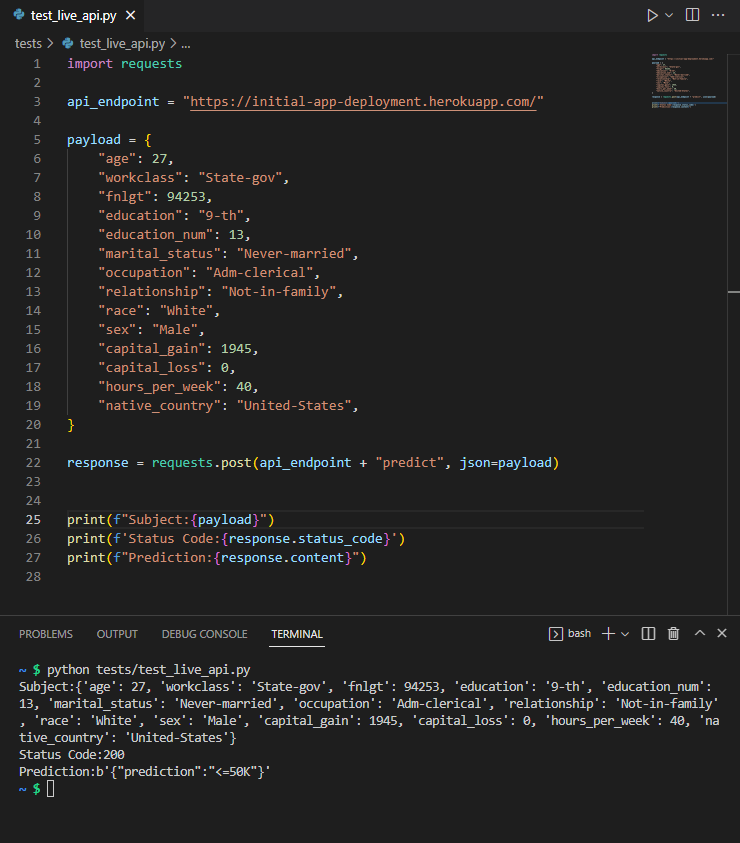 test_live_api.py
tests > test_live_api.py > ...
1 import requests
2
3 api_endpoint = "https://initial-app-deployment.herokuapp.com/"
4
5 payload = {
6 "age": 27,
7 "workclass": "State-gov",
8 "fnlgt": 94253,
9 "education": "9-th",
10 "education_num": 13,
11 "marital_status": "Never-married",
12 "occupation": "Adm-clerical",
13 "relationship": "Not-in-family",
14 "race": "White",
15 "sex": "Male",
16 "capital_gain": 1945,
17 "capital_loss": 0,
18 "hours_per_week": 40,
19 "native_country": "United-States",
20 }
21
22 response = requests.post(api_endpoint + "predict", json=payload)
23
24
25 print(f"Subject:{payload}")
26 print(f'Status Code:{response.status_code}')
27 print(f"Prediction:{response.content}")
28
PROBLEMS OUTPUT DEBUG CONSOLE TERMINAL bash
~ $ python tests/test_live_api.py
Subject:{'age': 27, 'workclass': 'State-gov', 'fnlgt': 94253, 'education': '9-th', 'education_num':
13, 'marital_status': 'Never-married', 'occupation': 'Adm-clerical', 'relationship': 'Not-in-family'
, 'race': 'White', 'sex': 'Male', 'capital_gain': 1945, 'capital_loss': 0, 'hours_per_week': 40, 'na
tive_country': 'United-States'}
Status Code:200
Prediction:b'{"prediction":"<=50K"}'
~ $